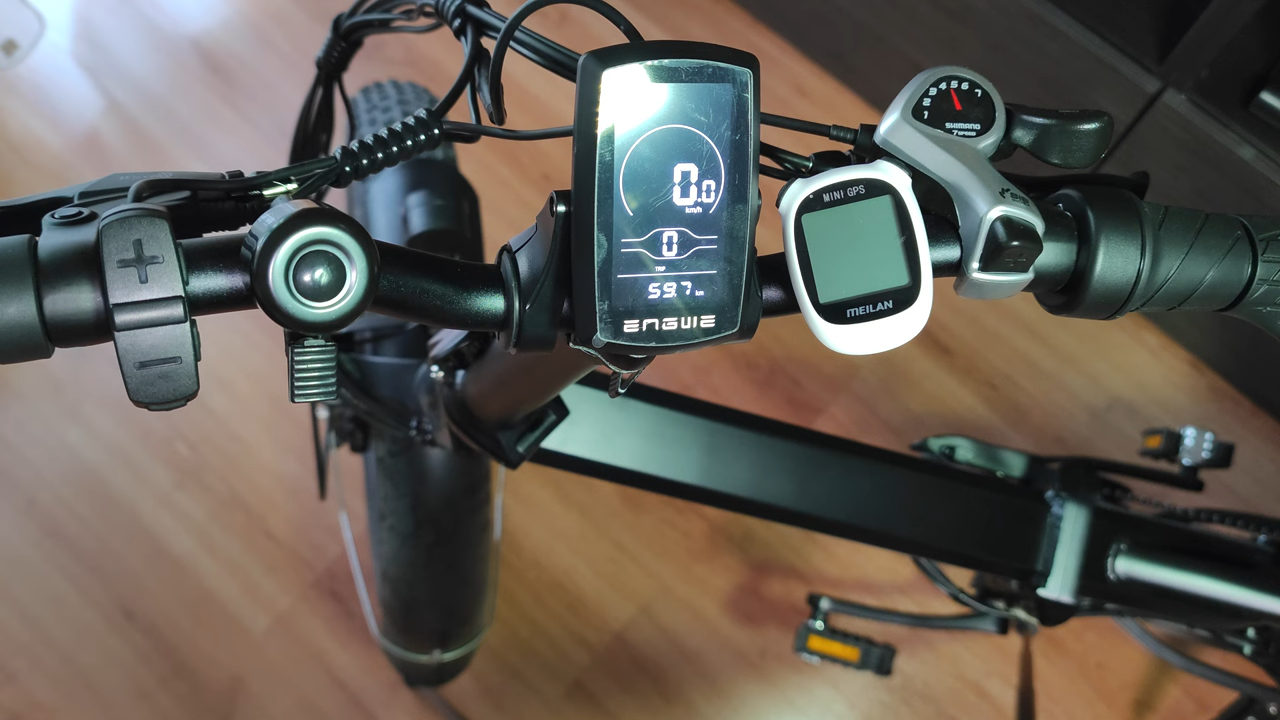 0.0
km/h
0
TRIP
59.7 km
ENGWE
MINI GPS
MEILAN
1 2 3 4 5 6 7
SHIMANO
7 SPEED